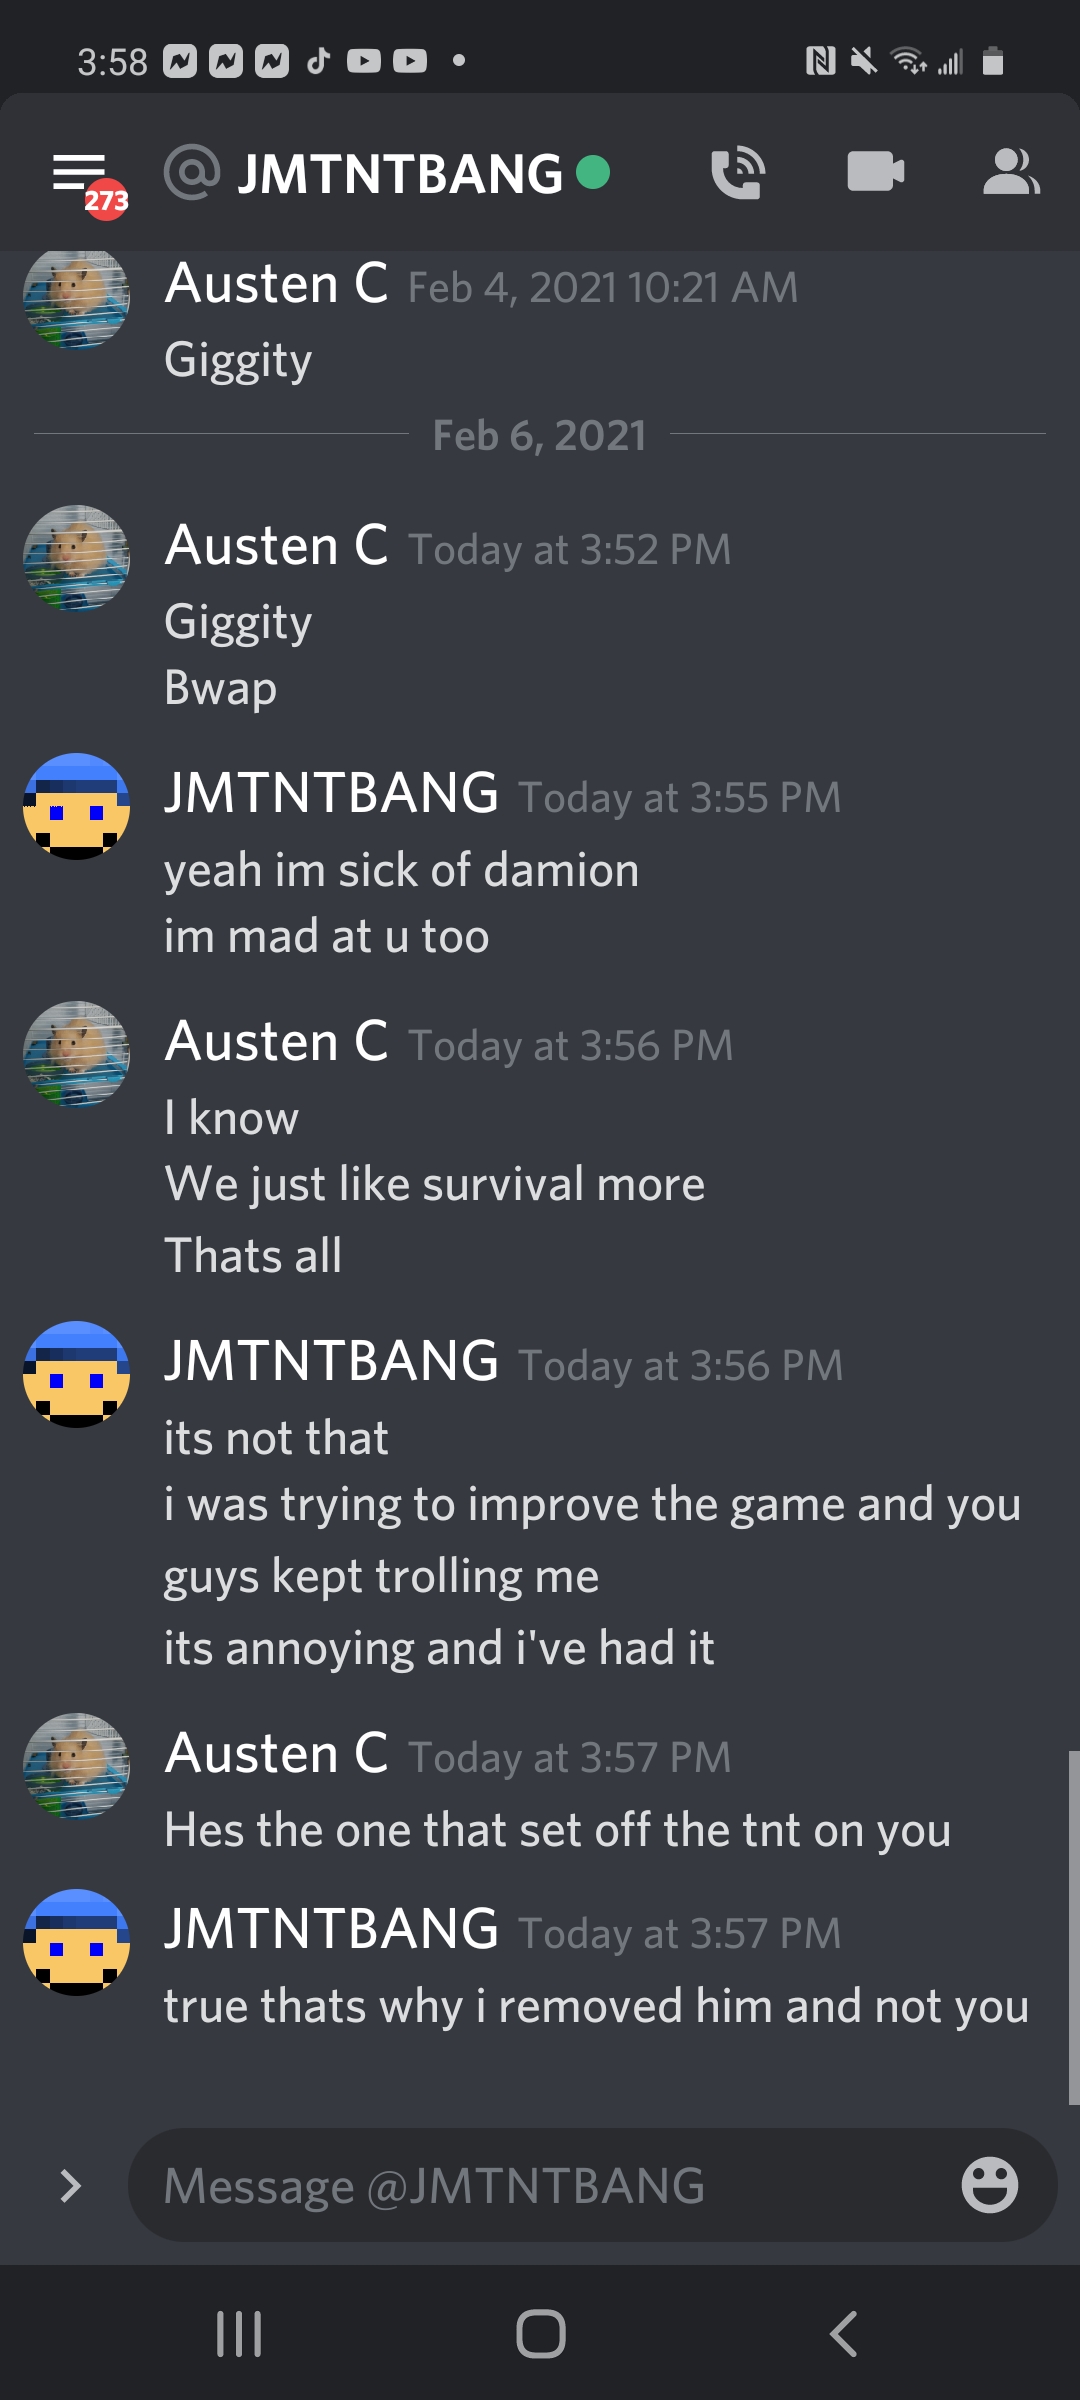 3:58
273
@ JMTNTBANG
Austen C Feb 4, 2021 10:21 AM
Giggity
Feb 6, 2021
Austen C Today at 3:52 PM
Giggity
Bwap
JMTNTBANG Today at 3:55 PM
yeah im sick of damion
im mad at u too
Austen C Today at 3:56 PM
I know
We just like survival more
Thats all
JMTNTBANG Today at 3:56 PM
its not that
i was trying to improve the game and you
guys kept trolling me
its annoying and i've had it
Austen C Today at 3:57 PM
Hes the one that set off the tnt on you
JMTNTBANG Today at 3:57 PM
true thats why i removed him and not you
Message @JMTNTBANG